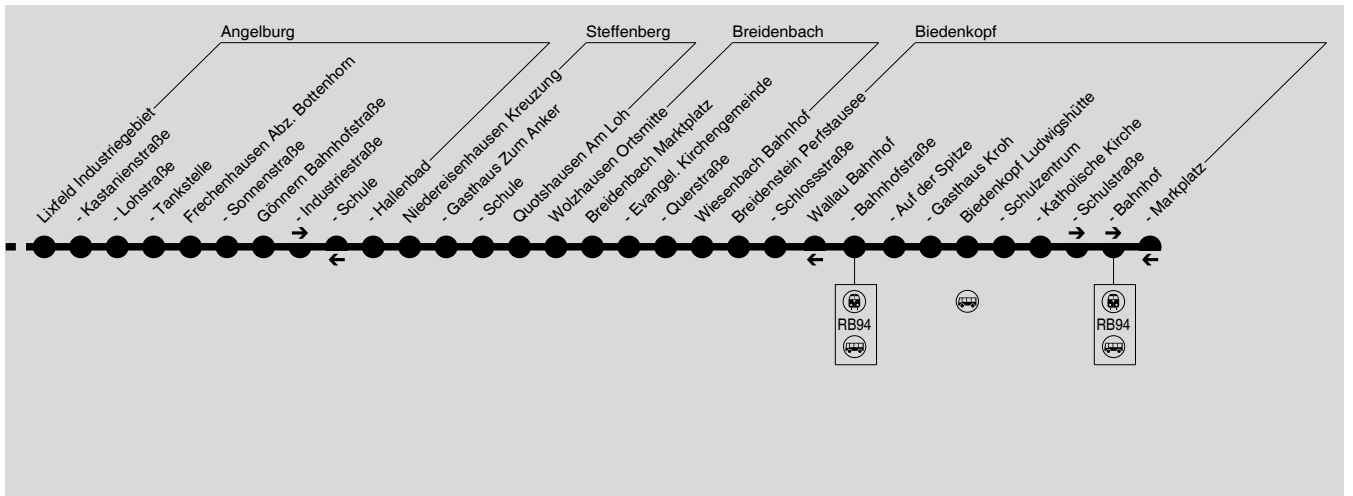 Angelburg
Steffenberg
Breidenbach
Biedenkopf
Lixfeld Industriegebiet
- Kastanienstraße
- Lohstraße
- Tankstelle
Frechenhausen Abz. Bottenhorn
- Sonnenstraße
Gönnern Bahnhofstraße
- Industriestraße
- Schule
- Hallenbad
Niedereisenhausen Kreuzung
- Gasthaus Zum Anker
- Schule
Quotshausen Am Loh
Wolzhausen Ortsmitte
Breidenbach Marktplatz
- Evangel. Kirchengemeinde
- Querstraße
Wiesenbach Bahnhof
Breidenstein Perfstausee
- Schlossstraße
Wallau Bahnhof
- Bahnhofstraße
- Auf der Spitze
- Gasthaus Kroh
Biedenkopf Ludwigshütte
- Schulzentrum
- Katholische Kirche
- Schulstraße
- Bahnhof
- Marktplatz
RB94
RB94